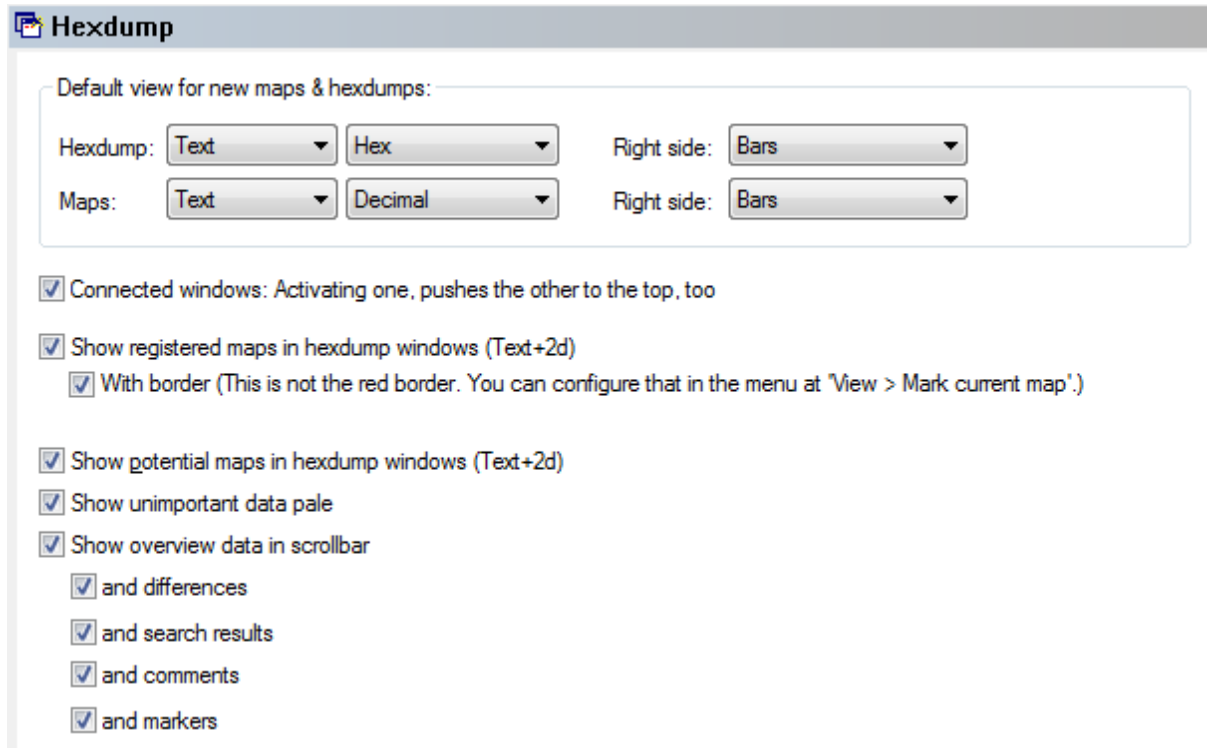 Hexdump
Default view for new maps & hexdumps:
Hexdump: Text Hex Right side: Bars
Maps: Text Decimal Right side: Bars
Connected windows: Activating one, pushes the other to the top, too
Show registered maps in hexdump windows (Text+2d)
With border (This is not the red border. You can configure that in the menu at "View > Mark current map".)
Show potential maps in hexdump windows (Text+2d)
Show unimportant data pale
Show overview data in scrollbar
and differences
and search results
and comments
and markers